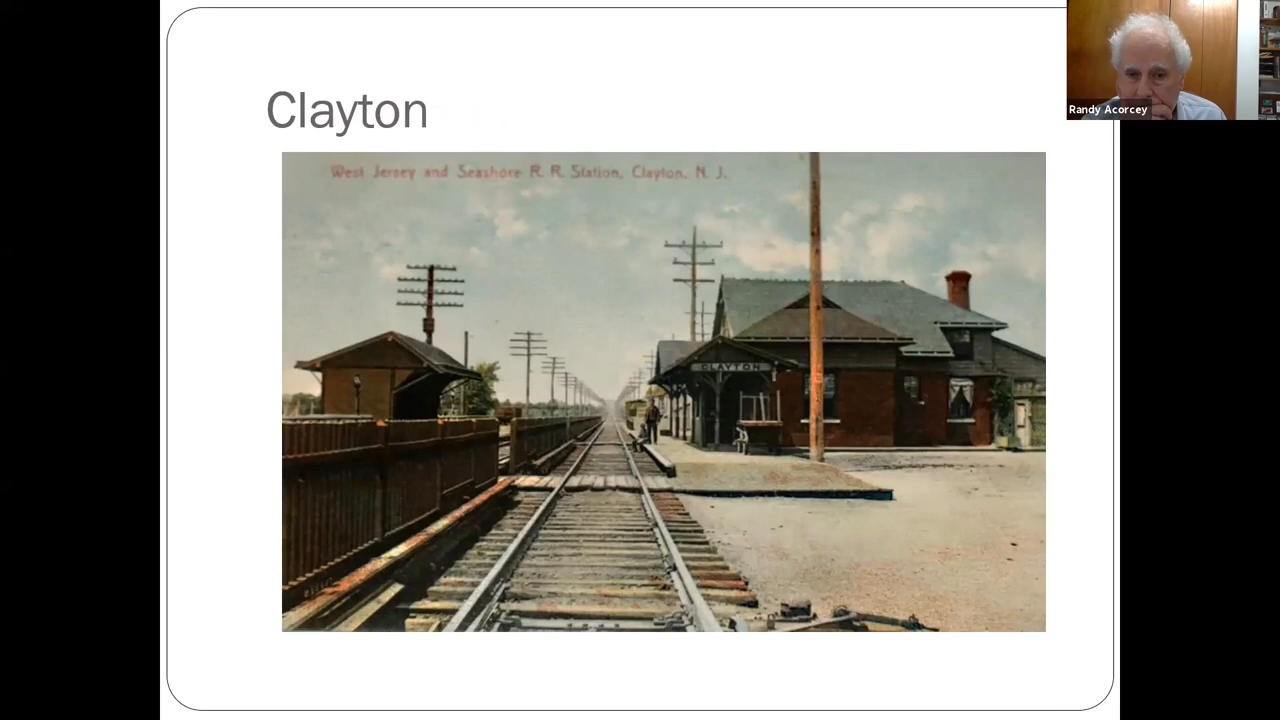 Clayton
West Jersey and Seashore R. R. Station, Clayton, N. J.
CLAYTON
Randy Acorcey